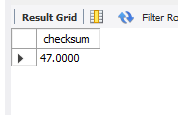 Result Grid Filter Ro
checksum
47.0000